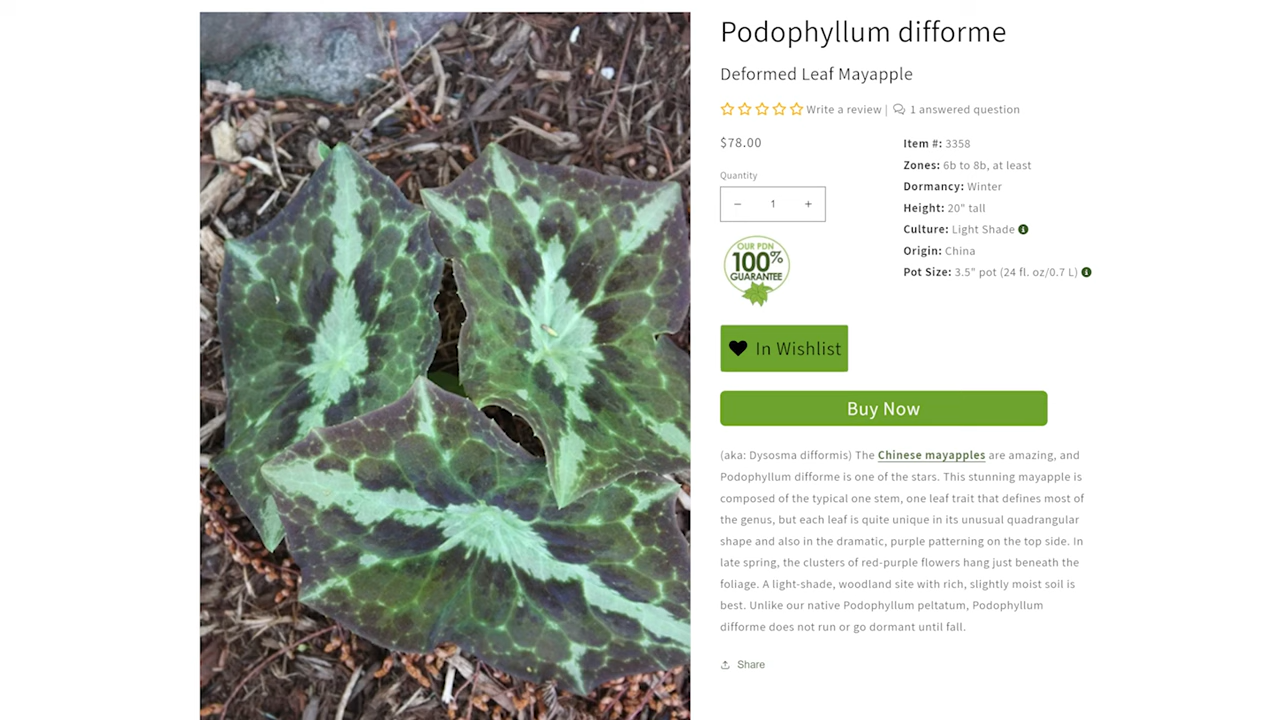 Podophyllum difforme
Deformed Leaf Mayapple
Write a review | 1 answered question
$78.00
Quantity
− 1 +
Item #: 3358
Zones: 6b to 8b, at least
Dormancy: Winter
Height: 20" tall
Culture: Light Shade
Origin: China
Pot Size: 3.5" pot (24 fl. oz/0.7 L)
OUR PDN
100%
GUARANTEE
In Wishlist
Buy Now
(aka: Dysosma difformis) The Chinese mayapples are amazing, and
Podophyllum difforme is one of the stars. This stunning mayapple is
composed of the typical one stem, one leaf trait that defines most of
the genus, but each leaf is quite unique in its unusual quadrangular
shape and also in the dramatic, purple patterning on the top side. In
late spring, the clusters of red-purple flowers hang just beneath the
foliage. A light-shade, woodland site with rich, slightly moist soil is
best. Unlike our native Podophyllum peltatum, Podophyllum
difforme does not run or go dormant until fall.
Share